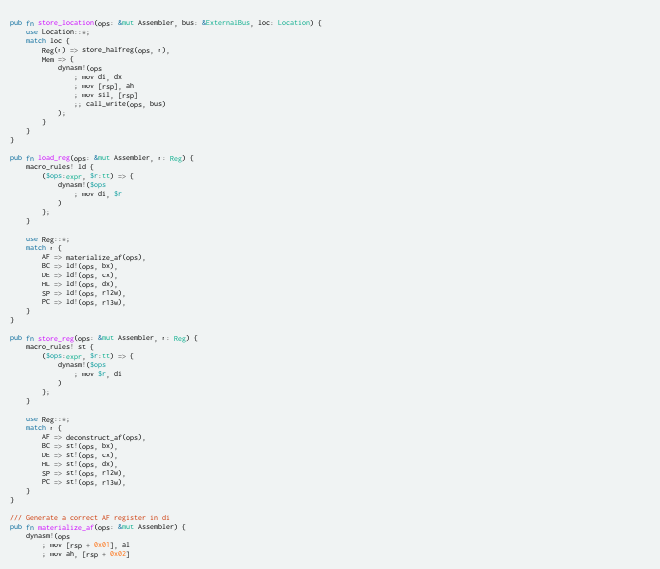 pub fn store_location(ops: &mut Assembler, bus: &ExternalBus, loc: Location) {
    use Location::*;
    match loc {
        Reg(r) => store_halfreg(ops, r),
        Mem => {
            dynasm!(ops
                ; mov di, dx
                ; mov [rsp], ah
                ; mov sil, [rsp]
                ;; call_write(ops, bus)
            );
        }
    }
}

pub fn load_reg(ops: &mut Assembler, r: Reg) {
    macro_rules! ld {
        ($ops:expr, $r:tt) => {
            dynasm!($ops
                ; mov di, $r
            )
        };
    }

    use Reg::*;
    match r {
        AF => materialize_af(ops),
        BC => ld!(ops, bx),
        DE => ld!(ops, cx),
        HL => ld!(ops, dx),
        SP => ld!(ops, r12w),
        PC => ld!(ops, r13w),
    }
}

pub fn store_reg(ops: &mut Assembler, r: Reg) {
    macro_rules! st {
        ($ops:expr, $r:tt) => {
            dynasm!($ops
                ; mov $r, di
            )
        };
    }

    use Reg::*;
    match r {
        AF => deconstruct_af(ops),
        BC => st!(ops, bx),
        DE => st!(ops, cx),
        HL => st!(ops, dx),
        SP => st!(ops, r12w),
        PC => st!(ops, r13w),
    }
}

/// Generate a correct AF register in di
pub fn materialize_af(ops: &mut Assembler) {
    dynasm!(ops
        ; mov [rsp + 0x01], al
        ; mov ah, [rsp + 0x02]